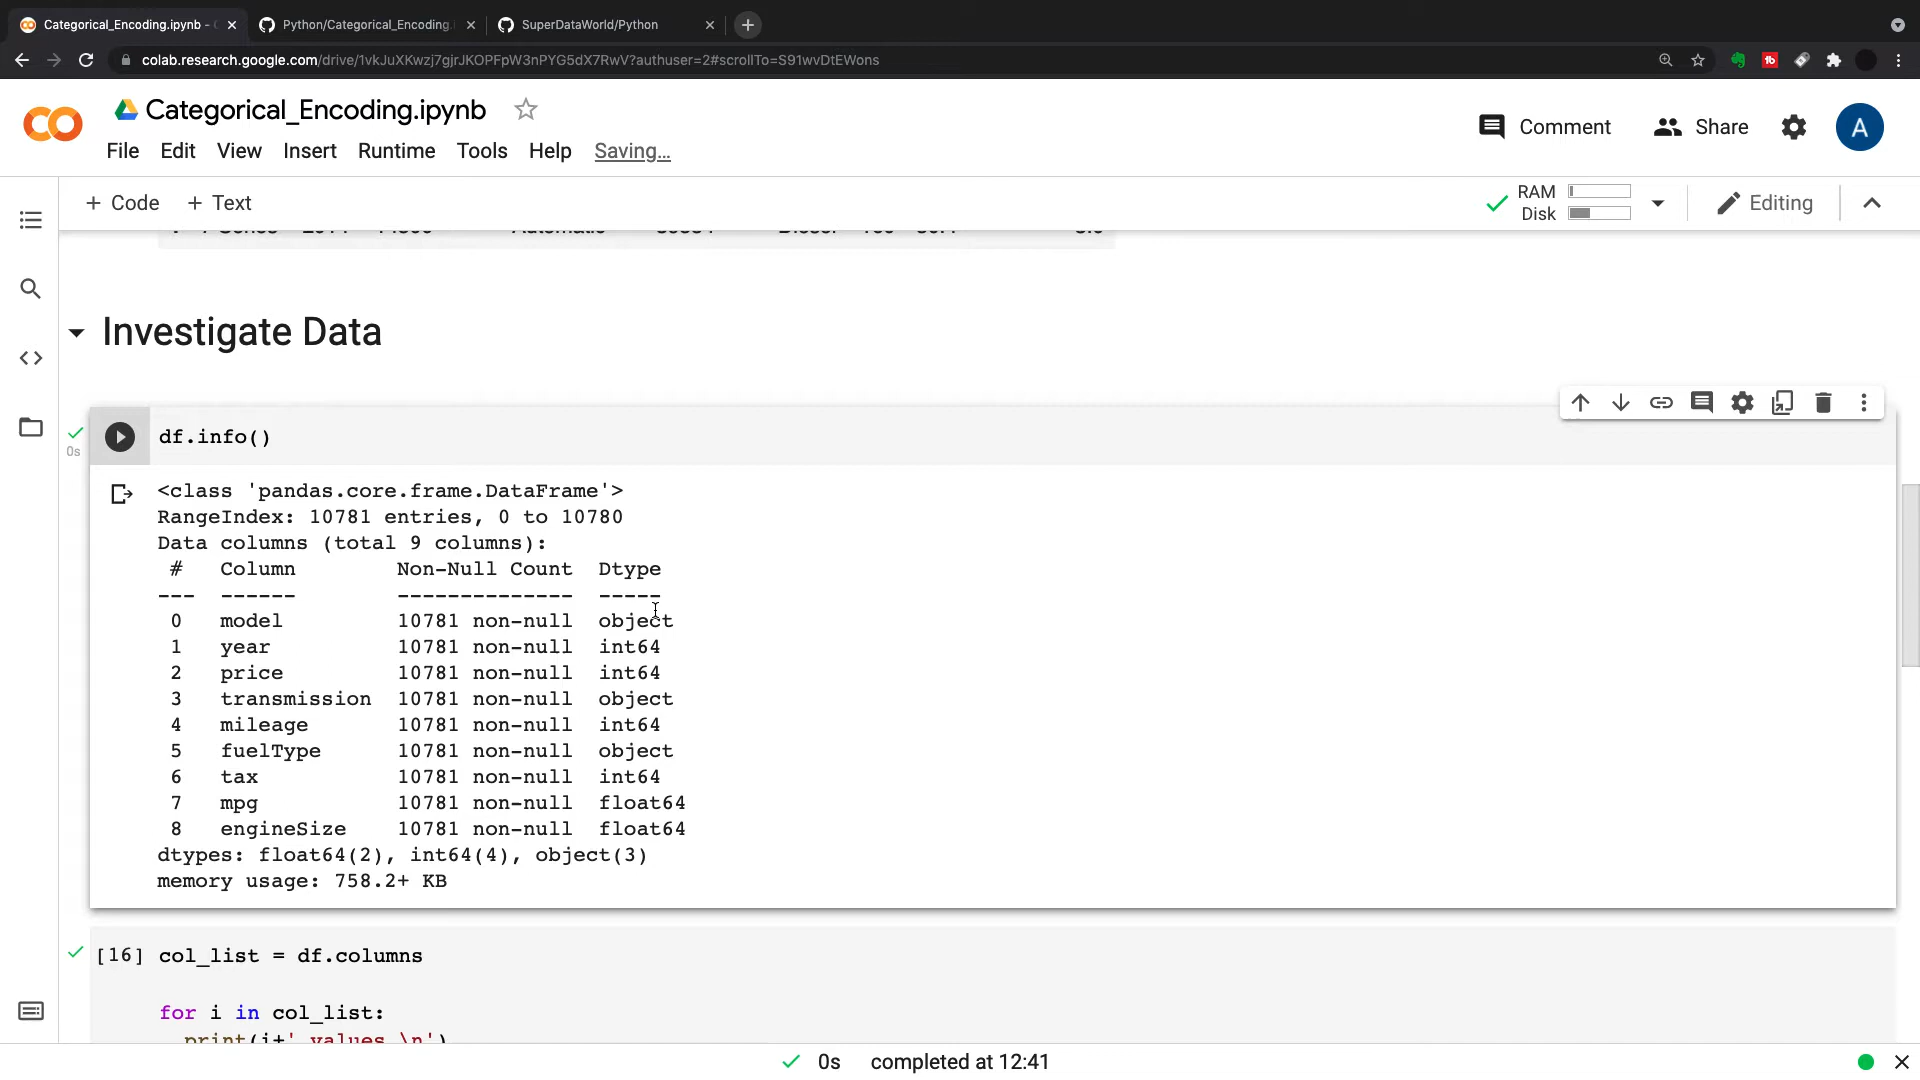 Categorical_Encoding.ipynb -
Python/Categorical_Encoding.
SuperDataWorld/Python
colab.research.google.com/drive/1vkJuXKwzj7gjrJKOPFpW3nPYG5dX7RwV?authuser=2#scrollTo=S91wvDtEWons
Categorical_Encoding.ipynb
Comment
Share
A
File Edit View Insert Runtime Tools Help Saving…
+ Code + Text
RAM
Disk
Editing
Investigate Data
0s
df.info()
<class 'pandas.core.frame.DataFrame'>
RangeIndex: 10781 entries, 0 to 10780
Data columns (total 9 columns):
# Column Non-Null Count Dtype
--- ------ -------------- -----
0 model 10781 non-null object
1 year 10781 non-null int64
2 price 10781 non-null int64
3 transmission 10781 non-null object
4 mileage 10781 non-null int64
5 fuelType 10781 non-null object
6 tax 10781 non-null int64
7 mpg 10781 non-null float64
8 engineSize 10781 non-null float64
dtypes: float64(2), int64(4), object(3)
memory usage: 758.2+ KB
[16] col_list = df.columns
for i in col_list:
print(i+' values \n')
0s completed at 12:41